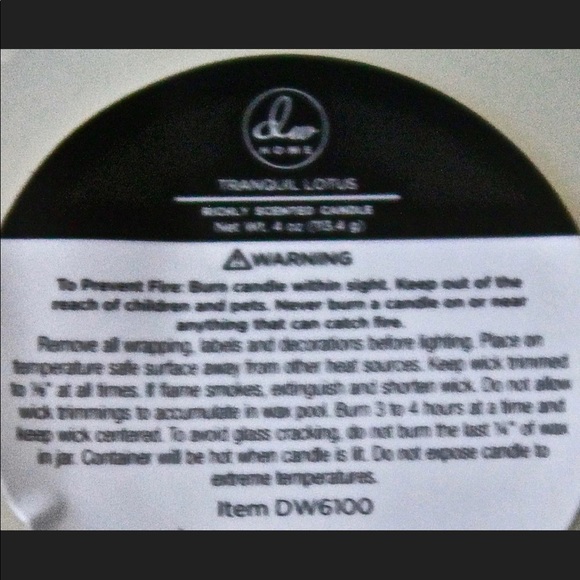 dw
HOME
TRANQUIL LOTUS
RICHLY SCENTED CANDLE
Net Wt. 4 oz (113.4 g)
WARNING
To Prevent Fire: Burn candle within sight. Keep out of the
reach of children and pets. Never burn a candle on or near
anything that can catch fire.
Remove all wrapping, labels and decorations before lighting. Place on
temperature safe surface away from other heat sources. Keep wick trimmed
to at all times. If flame smokes, extinguish and shorten wick. Do not allow
wick trimmings to accumulate in wax pool. Burn 3 to 4 hours at a time and
keep wick centered. To avoid glass cracking, do not burn the last ¼" of wax
in jar. Container will be hot when candle is lit. Do not expose candle to
extreme temperatures.
Item DW6100